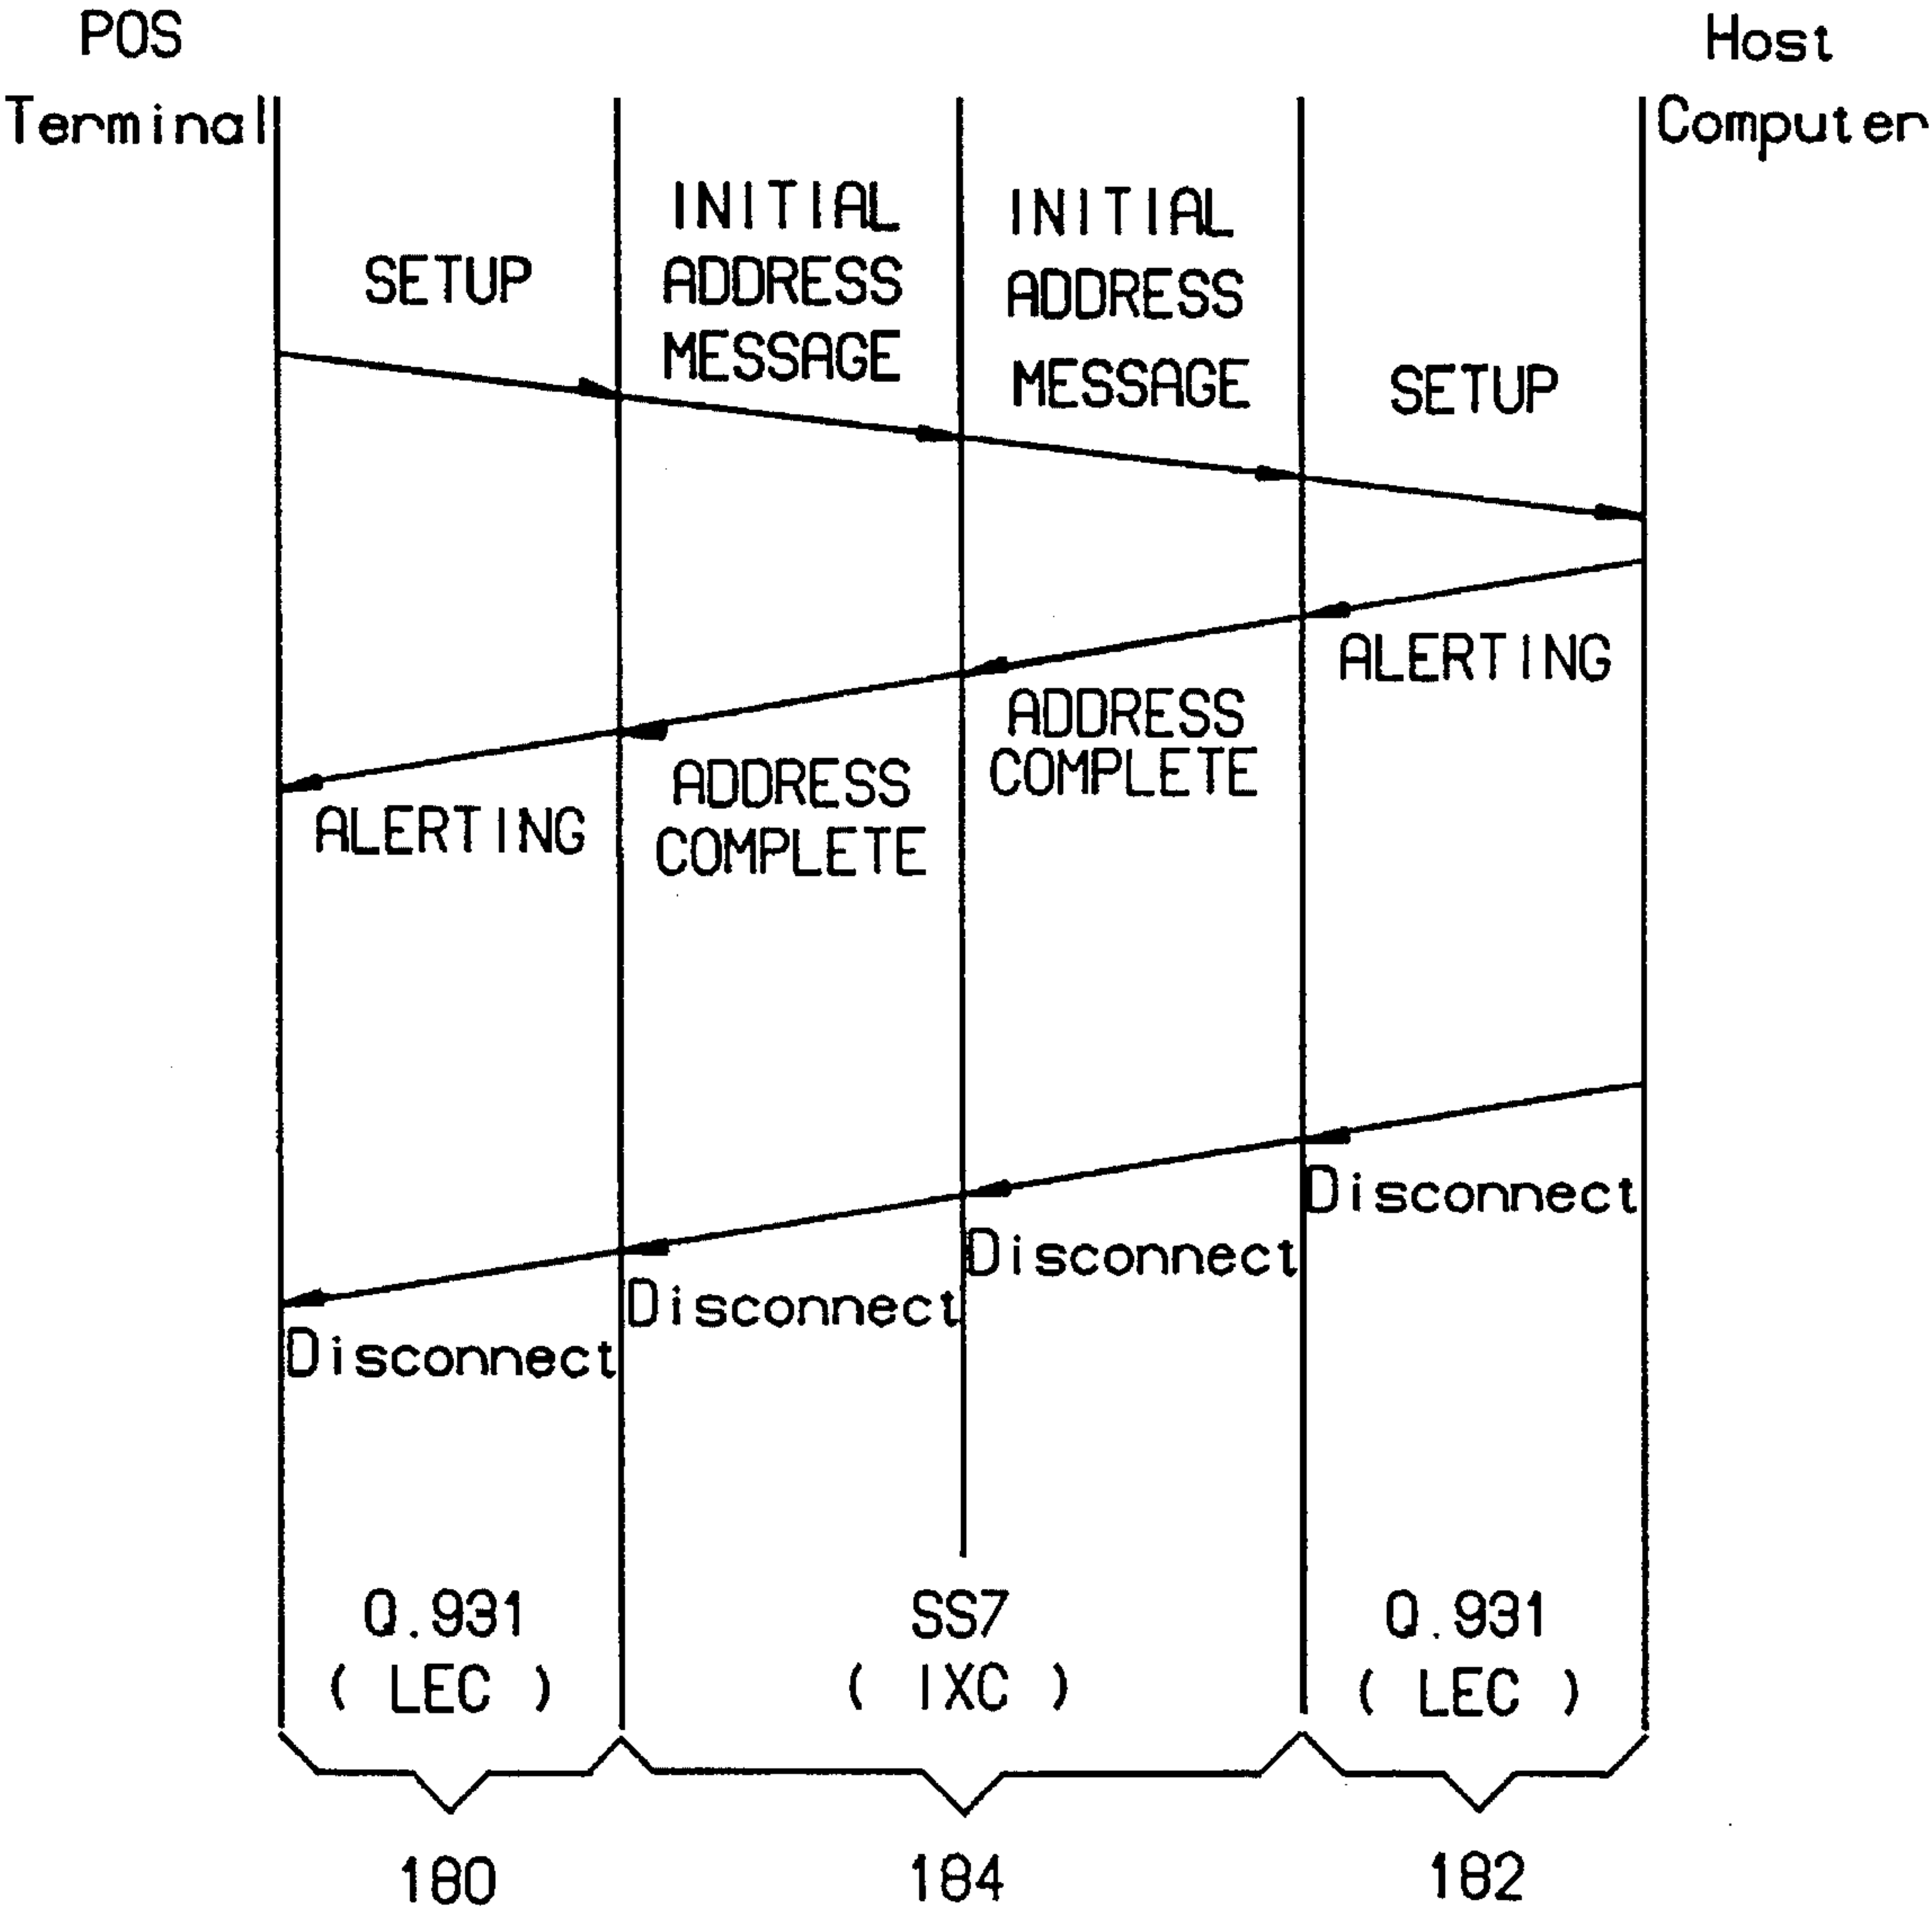 POS
Terminal
Host
Computer
SETUP
INITIAL
ADDRESS
MESSAGE
INITIAL
ADDRESS
MESSAGE
SETUP
ALERTING
ADDRESS
COMPLETE
ADDRESS
COMPLETE
ALERTING
Disconnect
Disconnect
Disconnect
Disconnect
Q.931
( LEC )
SS7
( IXC )
Q.931
( LEC )
180
184
182